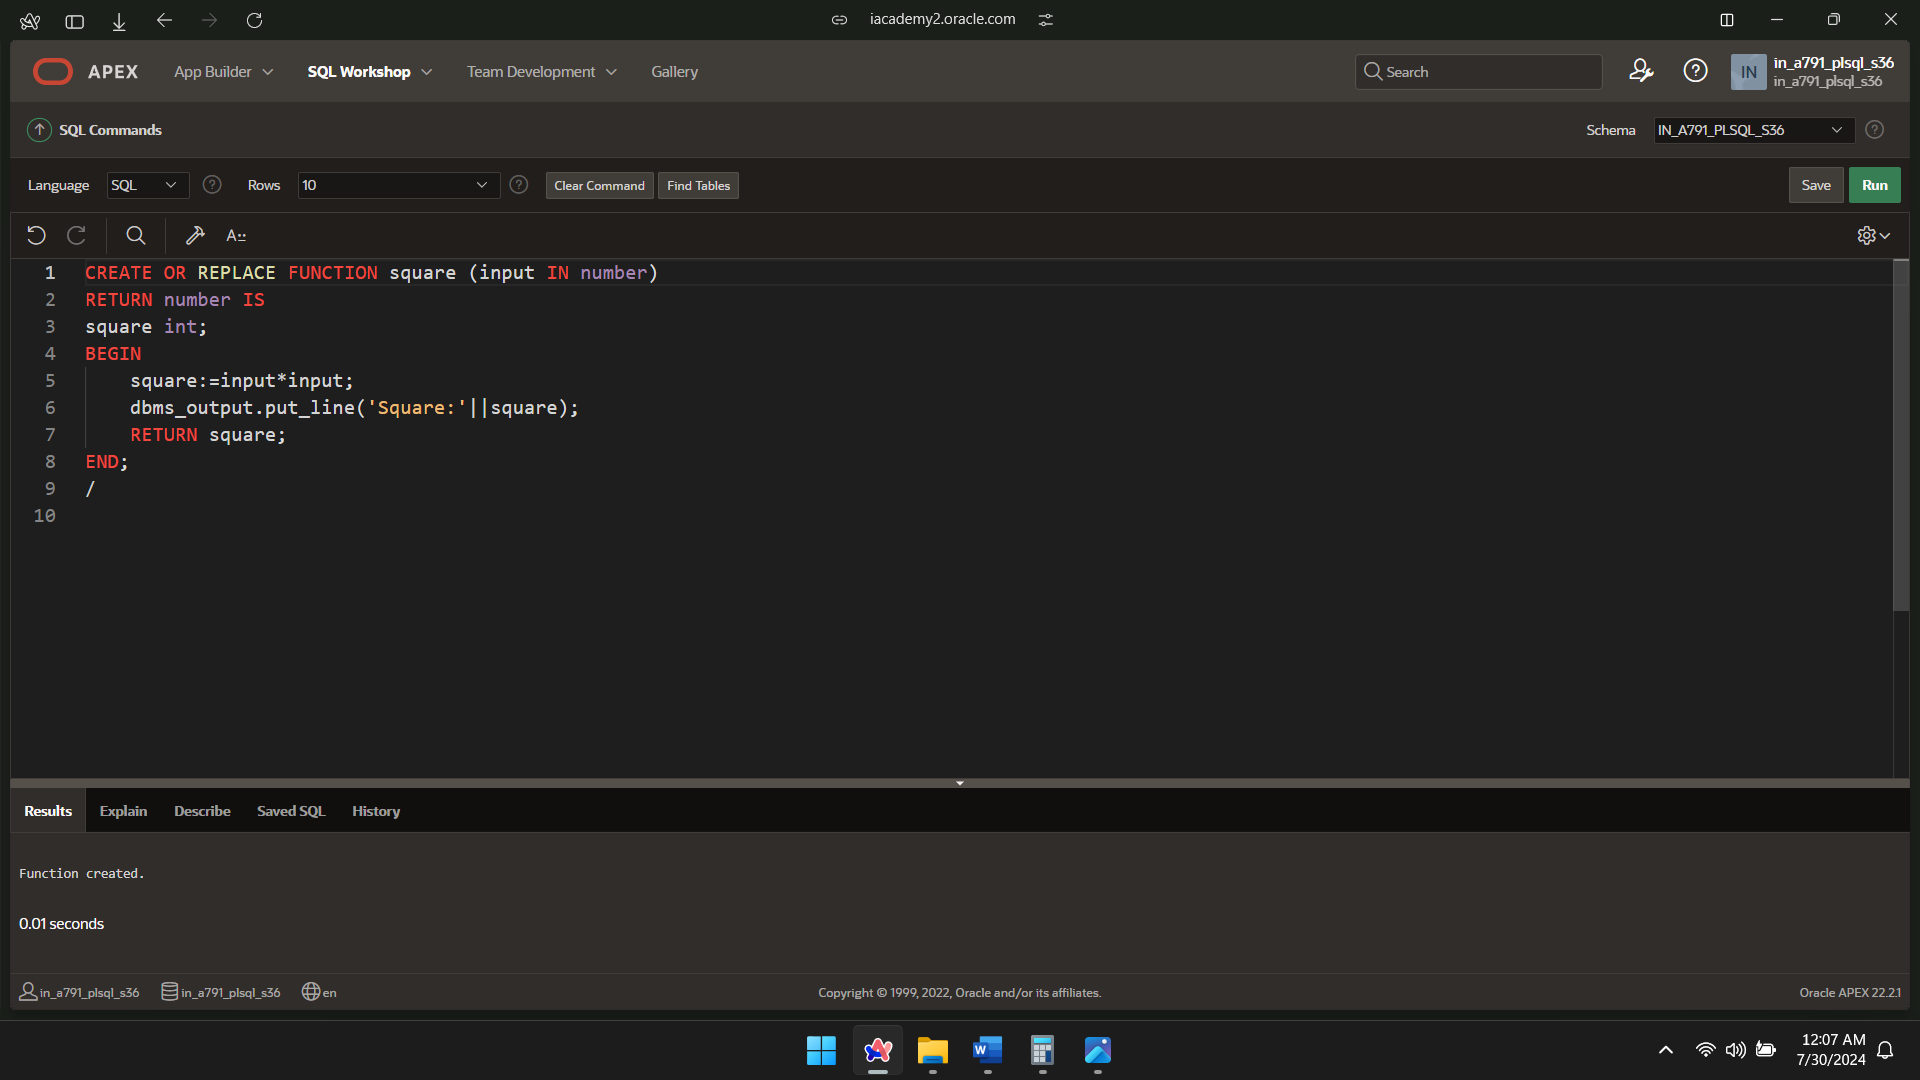 iacademy2.oracle.com
APEX App Builder SQL Workshop Team Development Gallery Search IN in_a791_plsql_s36
in_a791_plsql_s36
SQL Commands Schema IN_A791_PLSQL_S36
Language SQL Rows 10 Clear Command Find Tables Save Run
A
1 CREATE OR REPLACE FUNCTION square (input IN number)
2 RETURN number IS
3 square int;
4 BEGIN
5 square:=input*input;
6 dbms_output.put_line('Square:'||square);
7 RETURN square;
8 END;
9 /
10
Results Explain Describe Saved SQL History
Function created.
0.01 seconds
in_a791_plsql_s36 in_a791_plsql_s36 en Copyright © 1999, 2022, Oracle and/or its affiliates. Oracle APEX 22.2.1
W 12:07 AM
7/30/2024